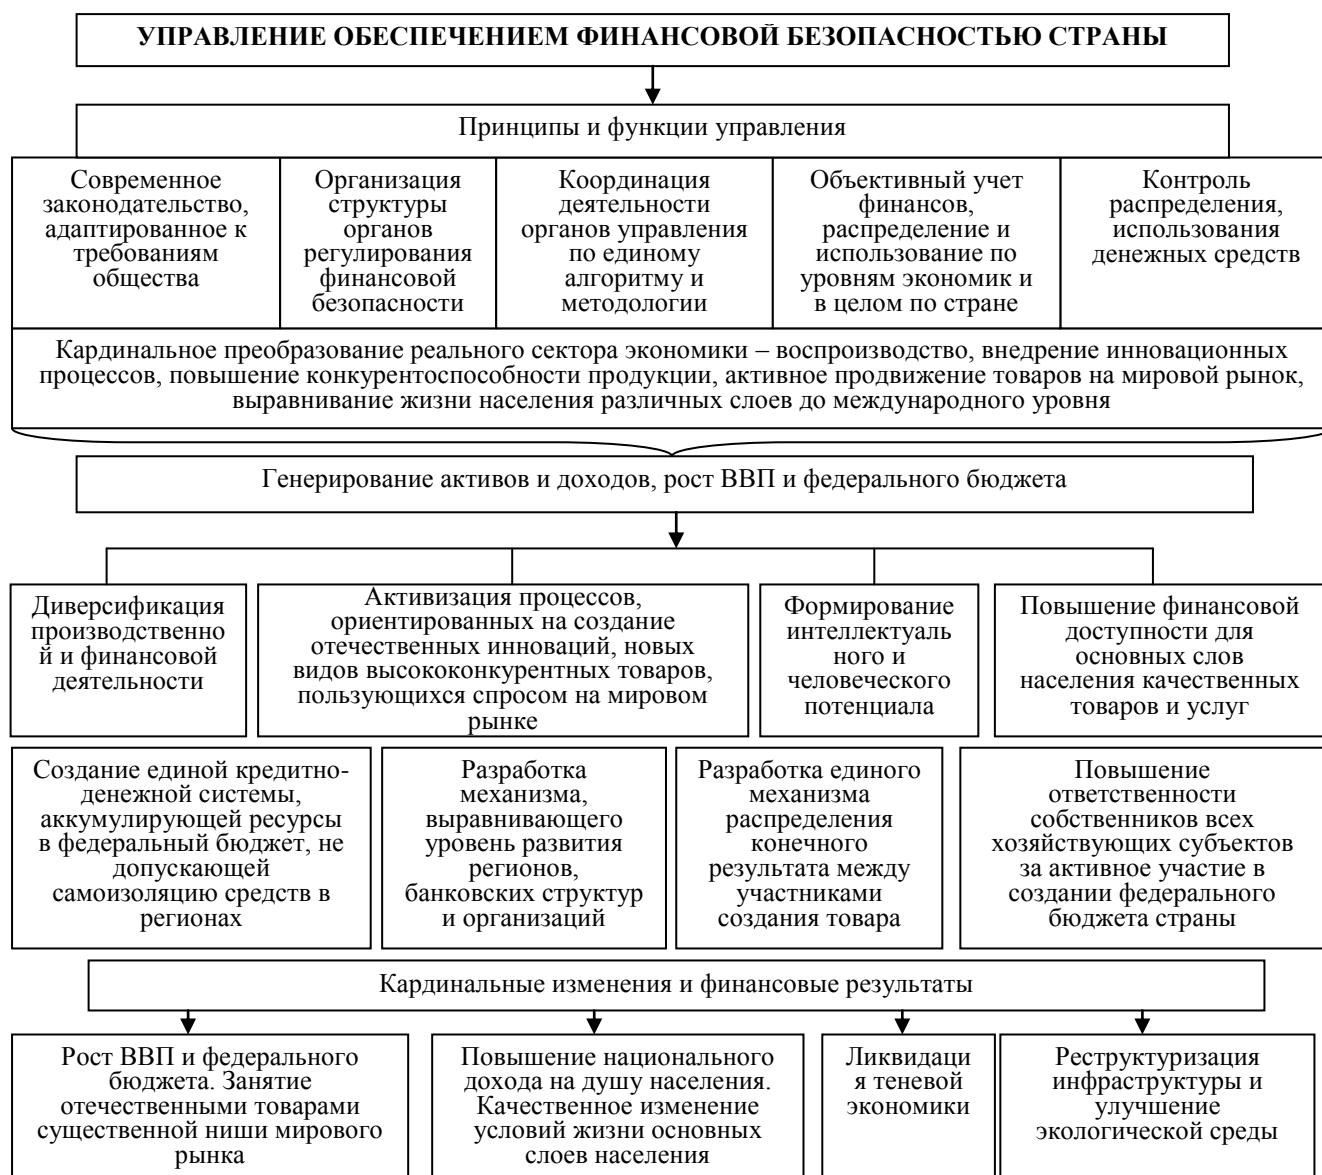 УПРАВЛЕНИЕ ОБЕСПЕЧЕНИЕМ ФИНАНСОВОЙ БЕЗОПАСНОСТЬЮ СТРАНЫ
Принципы и функции управления
Современное
законодательство,
адаптированное к
требованиям
общества
Организация
структуры
органов
регулирования
финансовой
безопасности
Координация
деятельности
органов управления
по единому
алгоритму и
методологии
Объективный учет
финансов,
распределение и
использование по
уровням экономик и
в целом по стране
Контроль
распределения,
использования
денежных средств
Кардинальное преобразование реального сектора экономики – воспроизводство, внедрение инновационных
процессов, повышение конкурентоспособности продукции, активное продвижение товаров на мировой рынок,
выравнивание жизни населения различных слоев до международного уровня
Генерирование активов и доходов, рост ВВП и федерального бюджета
Диверсификация
производственно
й и финансовой
деятельности
Активизация процессов,
ориентированных на создание
отечественных инноваций, новых
видов высококонкурентных товаров,
пользующихся спросом на мировом
рынке
Формирование
интеллектуаль
ного и
человеческого
потенциала
Повышение финансовой
доступности для
основных слов
населения качественных
товаров и услуг
Создание единой кредитно-
денежной системы,
аккумулирующей ресурсы
в федеральный бюджет, не
допускающей
самоизоляцию средств в
регионах
Разработка
механизма,
выравнивающего
уровень развития
регионов,
банковских структур
и организаций
Разработка единого
механизма
распределения
конечного
результата между
участниками
создания товара
Повышение
ответственности
собственников всех
хозяйствующих субъектов
за активное участие в
создании федерального
бюджета страны
Кардинальные изменения и финансовые результаты
Рост ВВП и федерального
бюджета. Занятие
отечественными товарами
существенной ниши мирового
рынка
Повышение национального
дохода на душу населения.
Качественное изменение
условий жизни основных
слоев населения
Ликвидаци
я теневой
экономики
Реструктуризация
инфраструктуры и
улучшение
экологической среды